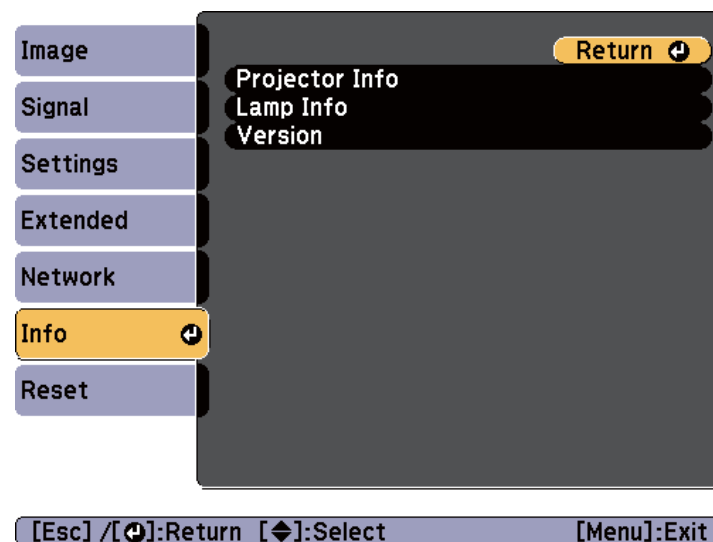 Image
Signal
Settings
Extended
Network
Info
Reset
Return
Projector Info
Lamp Info
Version
[Esc] /[⏎]:Return [◆]:Select [Menu]:Exit